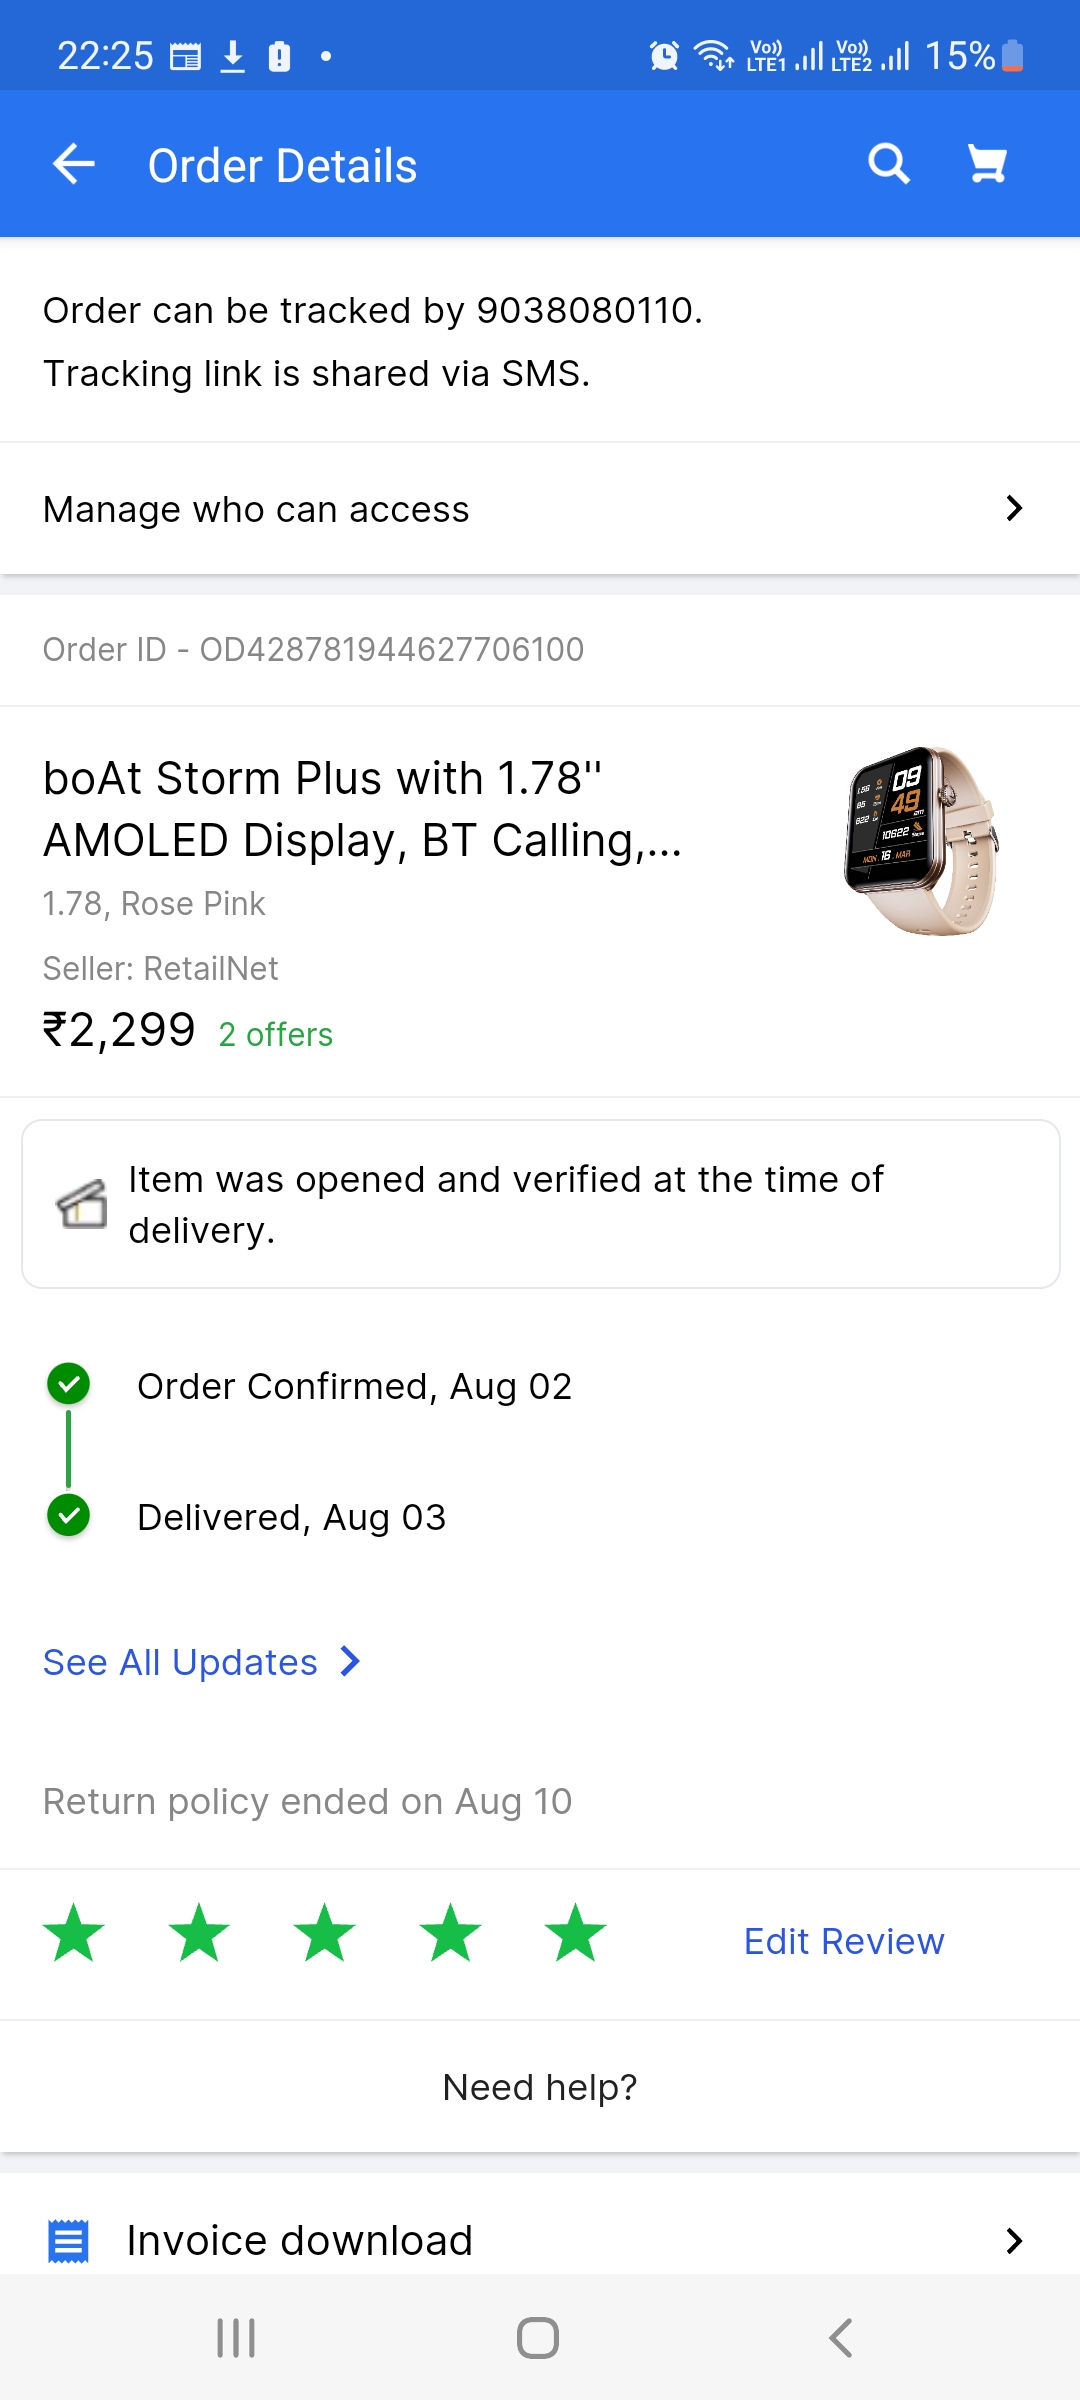 22:25
Vo)) LTE1 Vo)) LTE2 15%
Order Details
Order can be tracked by 9038080110.
Tracking link is shared via SMS.
Manage who can access
Order ID - OD428781944627706100
boAt Storm Plus with 1.78''
AMOLED Display, BT Calling,...
1.78, Rose Pink
Seller: RetailNet
₹2,299 2 offers
09
49
10622
MON 16 MAR
Item was opened and verified at the time of
delivery.
Order Confirmed, Aug 02
Delivered, Aug 03
See All Updates
Return policy ended on Aug 10
Edit Review
Need help?
Invoice download